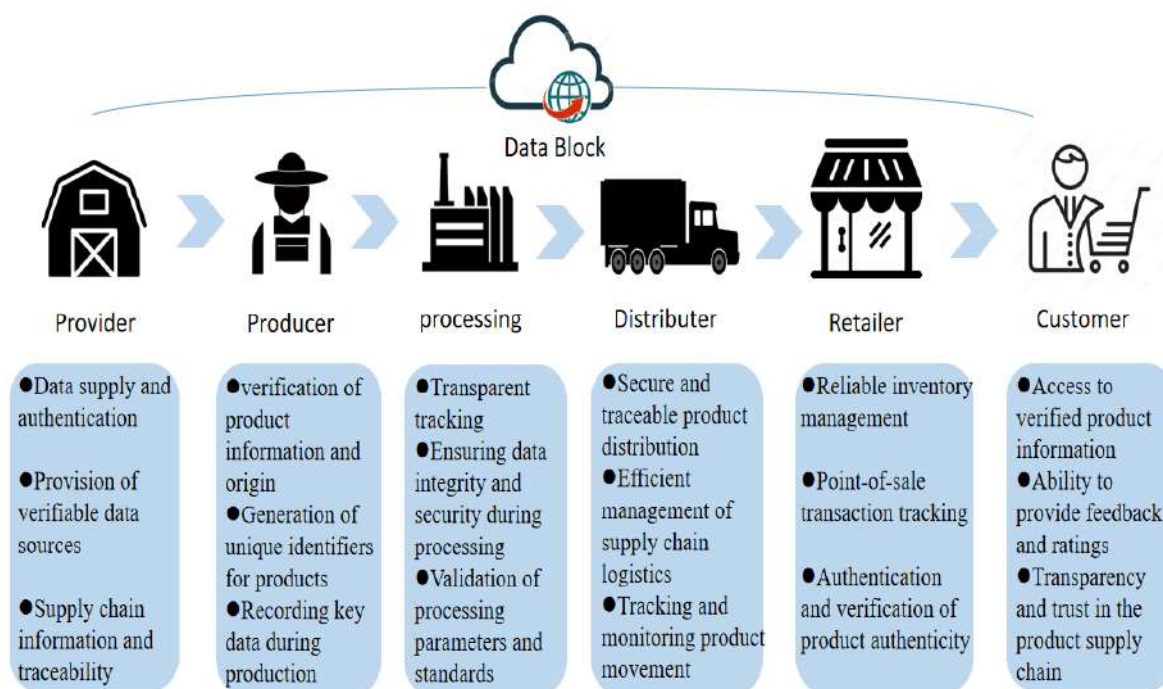 Data Block
Provider
Producer
processing
Distributer
Retailer
Customer
●Data supply and
authentication
●Provision of
verifiable data
sources
●Supply chain
information and
traceability
●verification of
product
information and
origin
●Generation of
unique identifiers
for products
●Recording key
data during
production
●Transparent
tracking
●Ensuring data
integrity and
security during
processing
●Validation of
processing
parameters and
standards
●Secure and
traceable product
distribution
●Efficient
management of
supply chain
logistics
●Tracking and
monitoring product
movement
●Reliable inventory
management
●Point-of-sale
transaction tracking
●Authentication
and verification of
product authenticity
●Access to
verified product
information
●Ability to
provide feedback
and ratings
●Transparency
and trust in the
product supply
chain